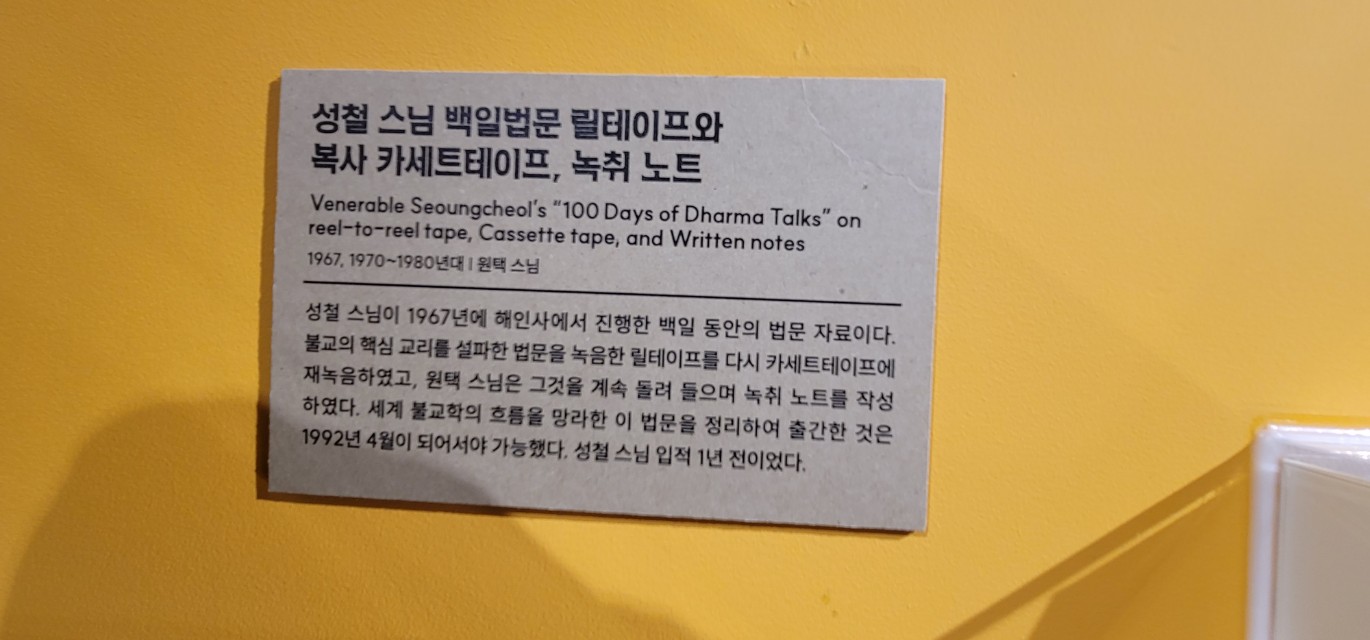 성철 스님 백일법문 릴테이프와
복사 카세트테이프, 녹취 노트
Venerable Seoungcheol's "100 Days of Dharma Talks" on
reel-to-reel tape, Cassette tape, and Written notes
1967, 1970~1980년대 | 원택 스님
성철 스님이 1967년에 해인사에서 진행한 백일 동안의 법문 자료이다.
불교의 핵심 교리를 설파한 법문을 녹음한 릴테이프를 다시 카세트테이프에
재녹음하였고, 원택 스님은 그것을 계속 돌려 들으며 녹취 노트를 작성
하였다. 세계 불교학의 흐름을 망라한 이 법문을 정리하여 출간한 것은
1992년 4월이 되어서야 가능했다. 성철 스님 입적 1년 전이었다.